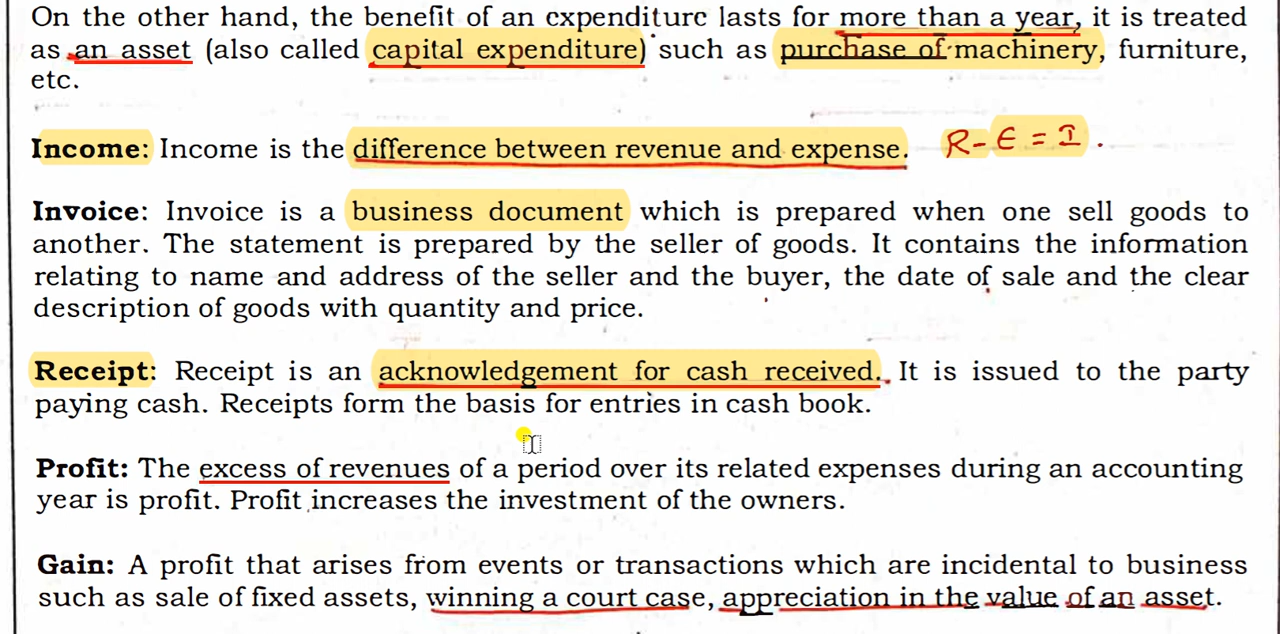 On the other hand, the benefit of an expenditure lasts for more than a year, it is treated
as an asset (also called capital expenditure) such as purchase of machinery, furniture,
etc.
Income: Income is the difference between revenue and expense. R - E = I .
Invoice: Invoice is a business document which is prepared when one sell goods to
another. The statement is prepared by the seller of goods. It contains the information
relating to name and address of the seller and the buyer, the date of sale and the clear
description of goods with quantity and price.
Receipt: Receipt is an acknowledgement for cash received. It is issued to the party
paying cash. Receipts form the basis for entries in cash book.
Profit: The excess of revenues of a period over its related expenses during an accounting
year is profit. Profit increases the investment of the owners.
Gain: A profit that arises from events or transactions which are incidental to business
such as sale of fixed assets, winning a court case, appreciation in the value of an asset.